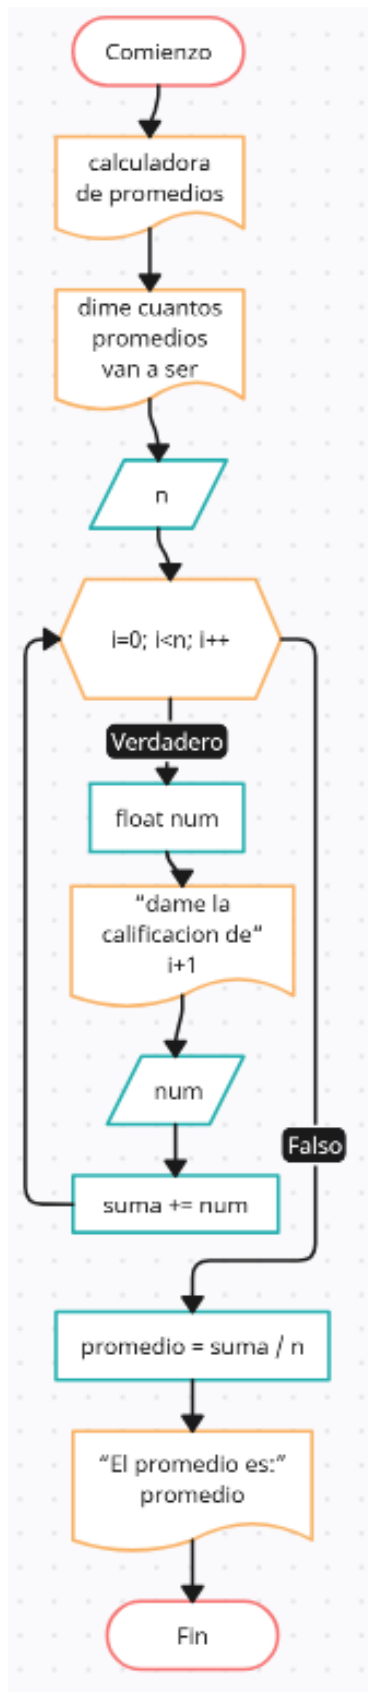 Comienzo
calculadora
de promedios
dime cuantos
promedios
van a ser
n
i=0; i<n; i++
Verdadero
float num
“dame la
calificacion de“
i+1
num
Falso
suma += num
promedio = suma / n
“El promedio es:”
promedio
Fin